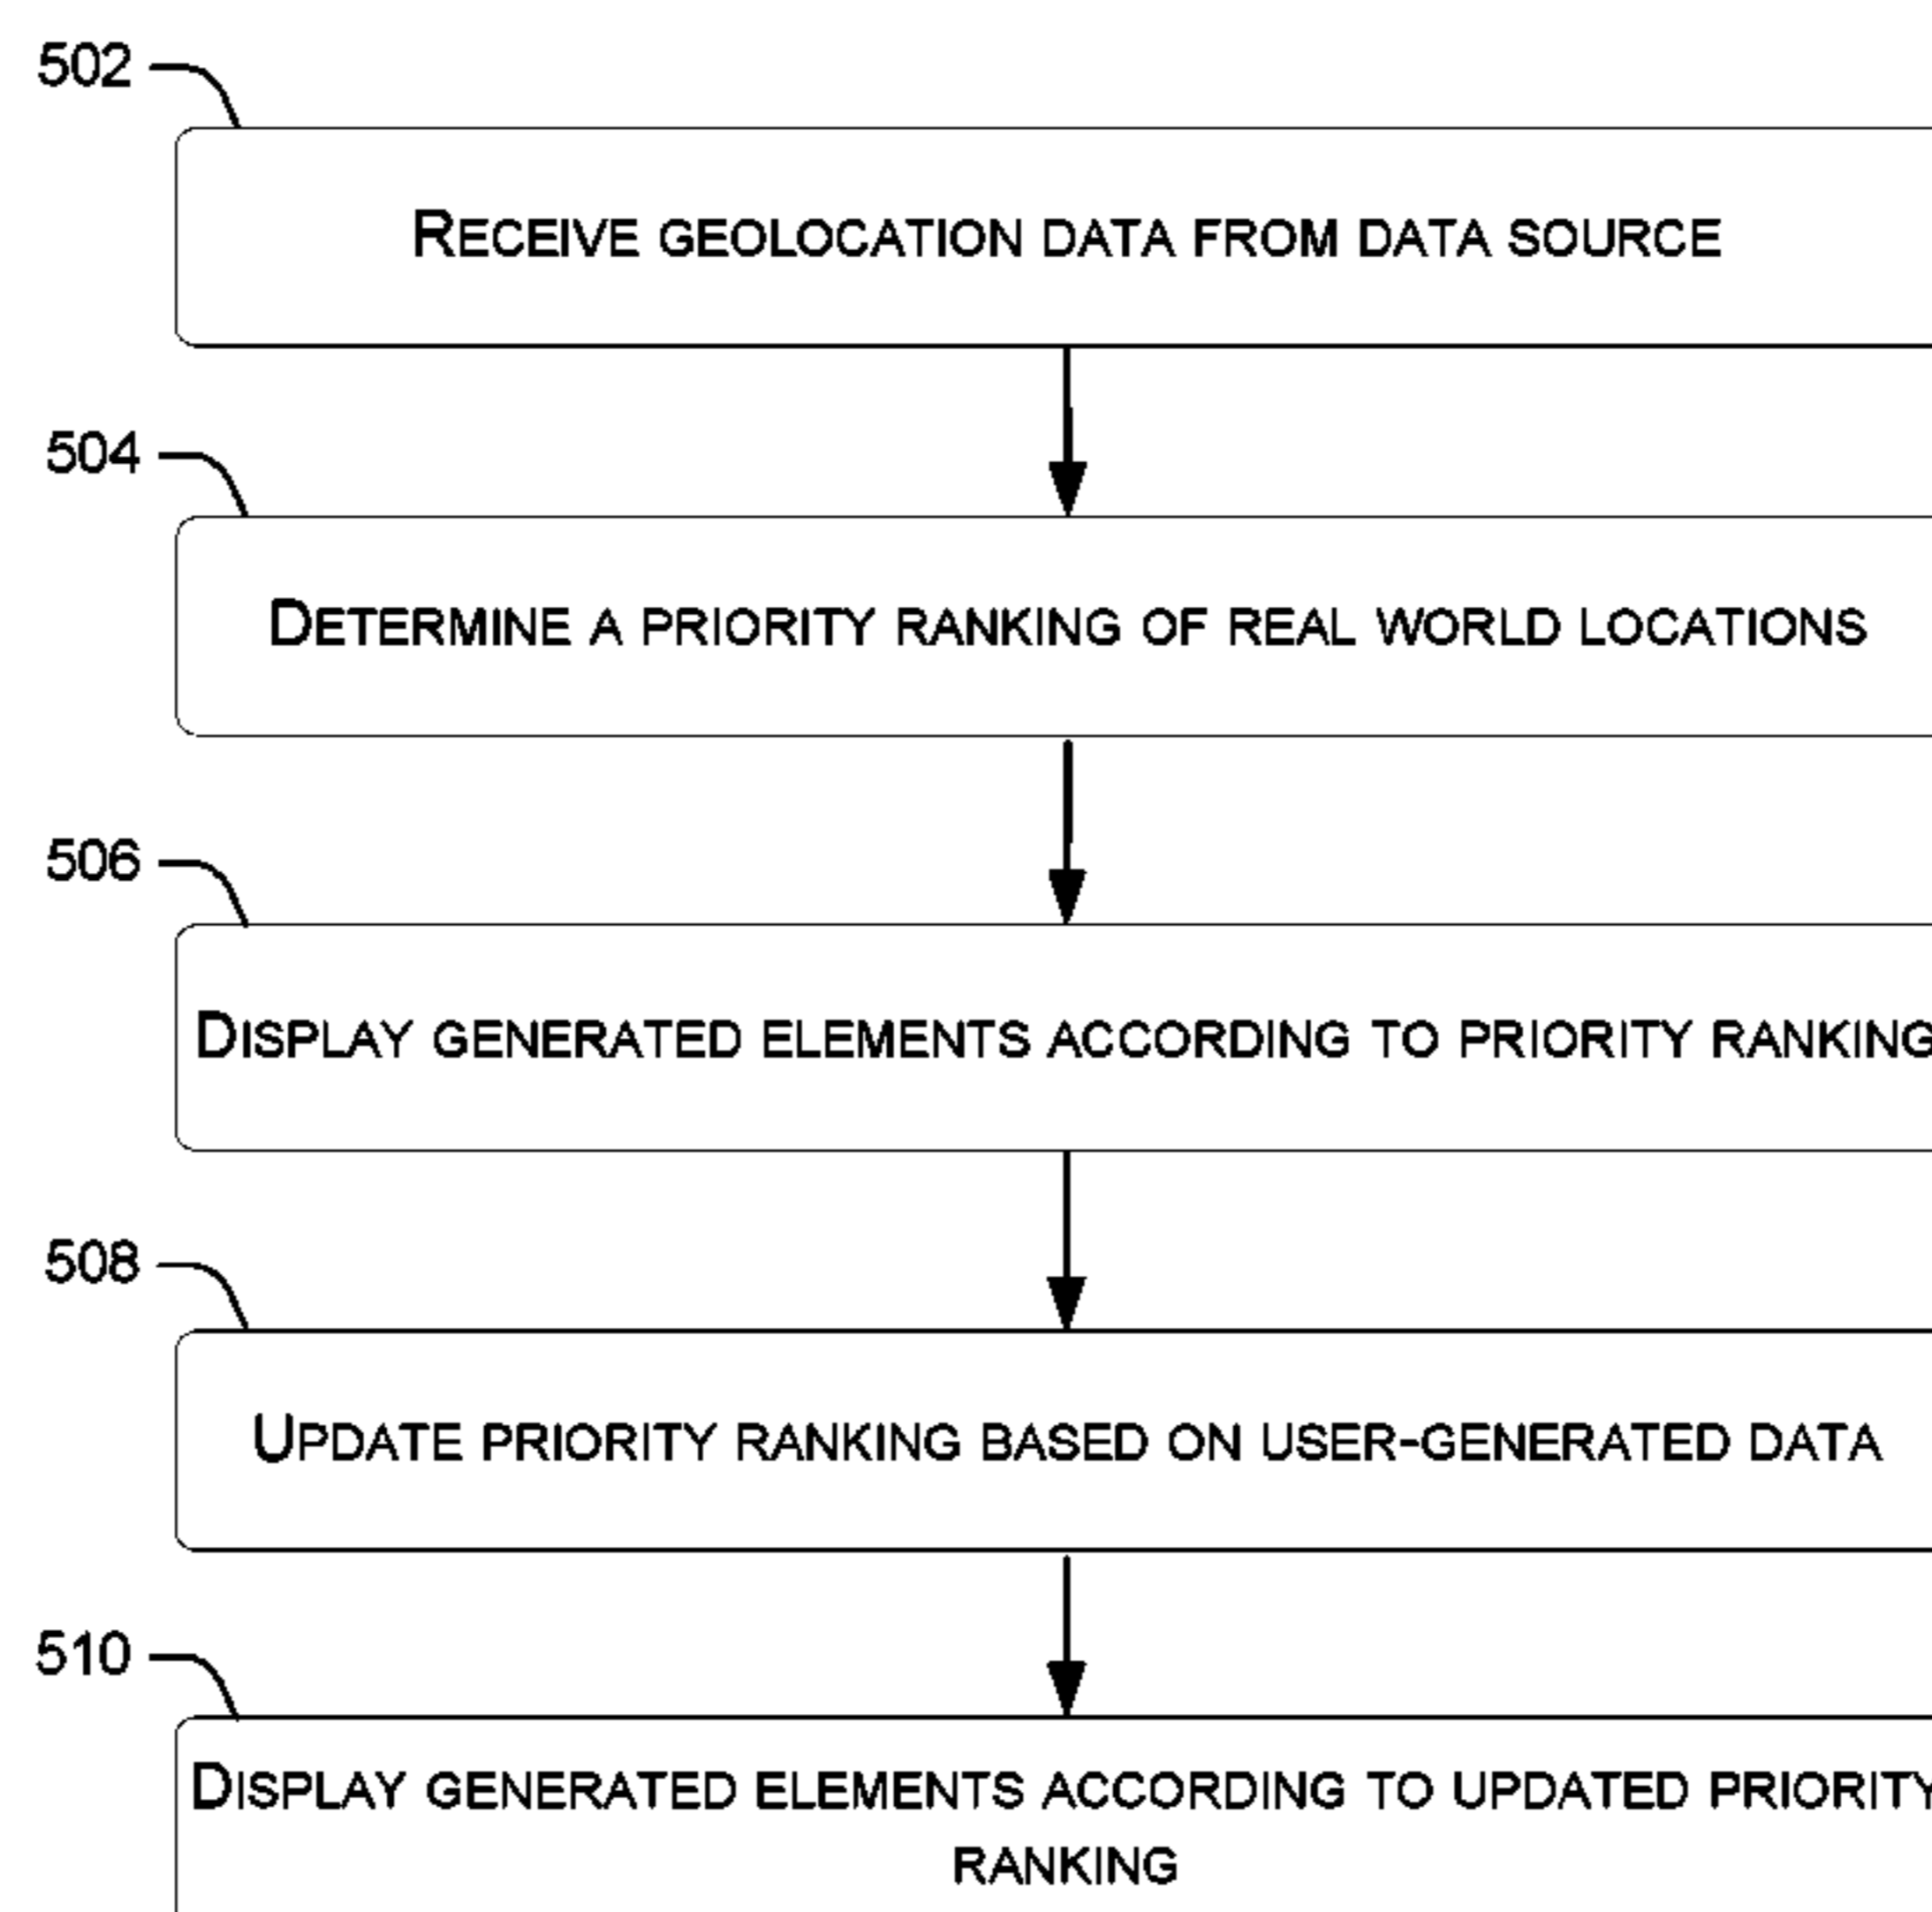 502
RECEIVE GEOLOCATION DATA FROM DATA SOURCE
504
DETERMINE A PRIORITY RANKING OF REAL WORLD LOCATIONS
506
DISPLAY GENERATED ELEMENTS ACCORDING TO PRIORITY RANKING
508
UPDATE PRIORITY RANKING BASED ON USER-GENERATED DATA
510
DISPLAY GENERATED ELEMENTS ACCORDING TO UPDATED PRIORITY
RANKING